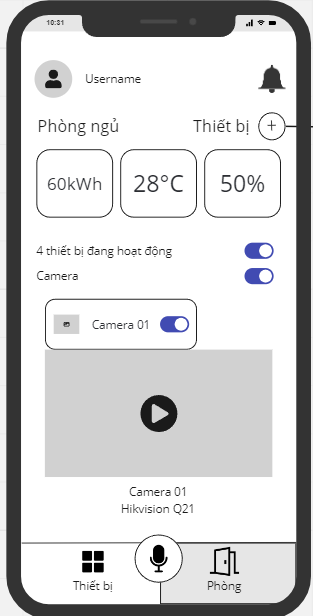 10:31
Username
Phòng ngủ
Thiết bị +
60kWh 28°C 50%
4 thiết bị đang hoạt động
Camera
Camera 01
Camera 01
Hikvision Q21
Thiết bị Phòng